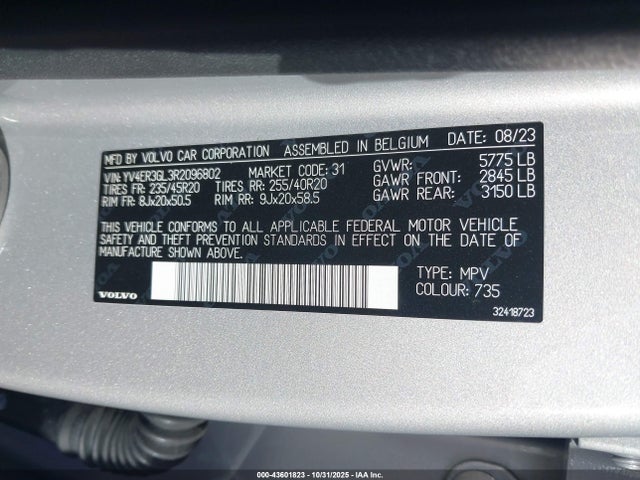 MFD BY VOLVO CAR CORPORATION ASSEMBLED IN BELGIUM DATE: 08/23
VIN: YV4ER3GL3R2096802 MARKET CODE: 31 GVWR: 5775 LB
TIRES FR: 235/45R20 TIRES RR: 255/40R20 GAWR FRONT: 2845 LB
RIM FR: 8Jx20x50.5 RIM RR: 9Jx20x58.5 GAWR REAR: 3150 LB
THIS VEHICLE CONFORMS TO ALL APPLICABLE FEDERAL MOTOR VEHICLE
SAFETY AND THEFT PREVENTION STANDARDS IN EFFECT ON THE DATE OF
MANUFACTURE SHOWN ABOVE.
TYPE: MPV
COLOUR: 735
VOLVO
32418723
000-43601823 - 10/31/2025 - IAAI.com